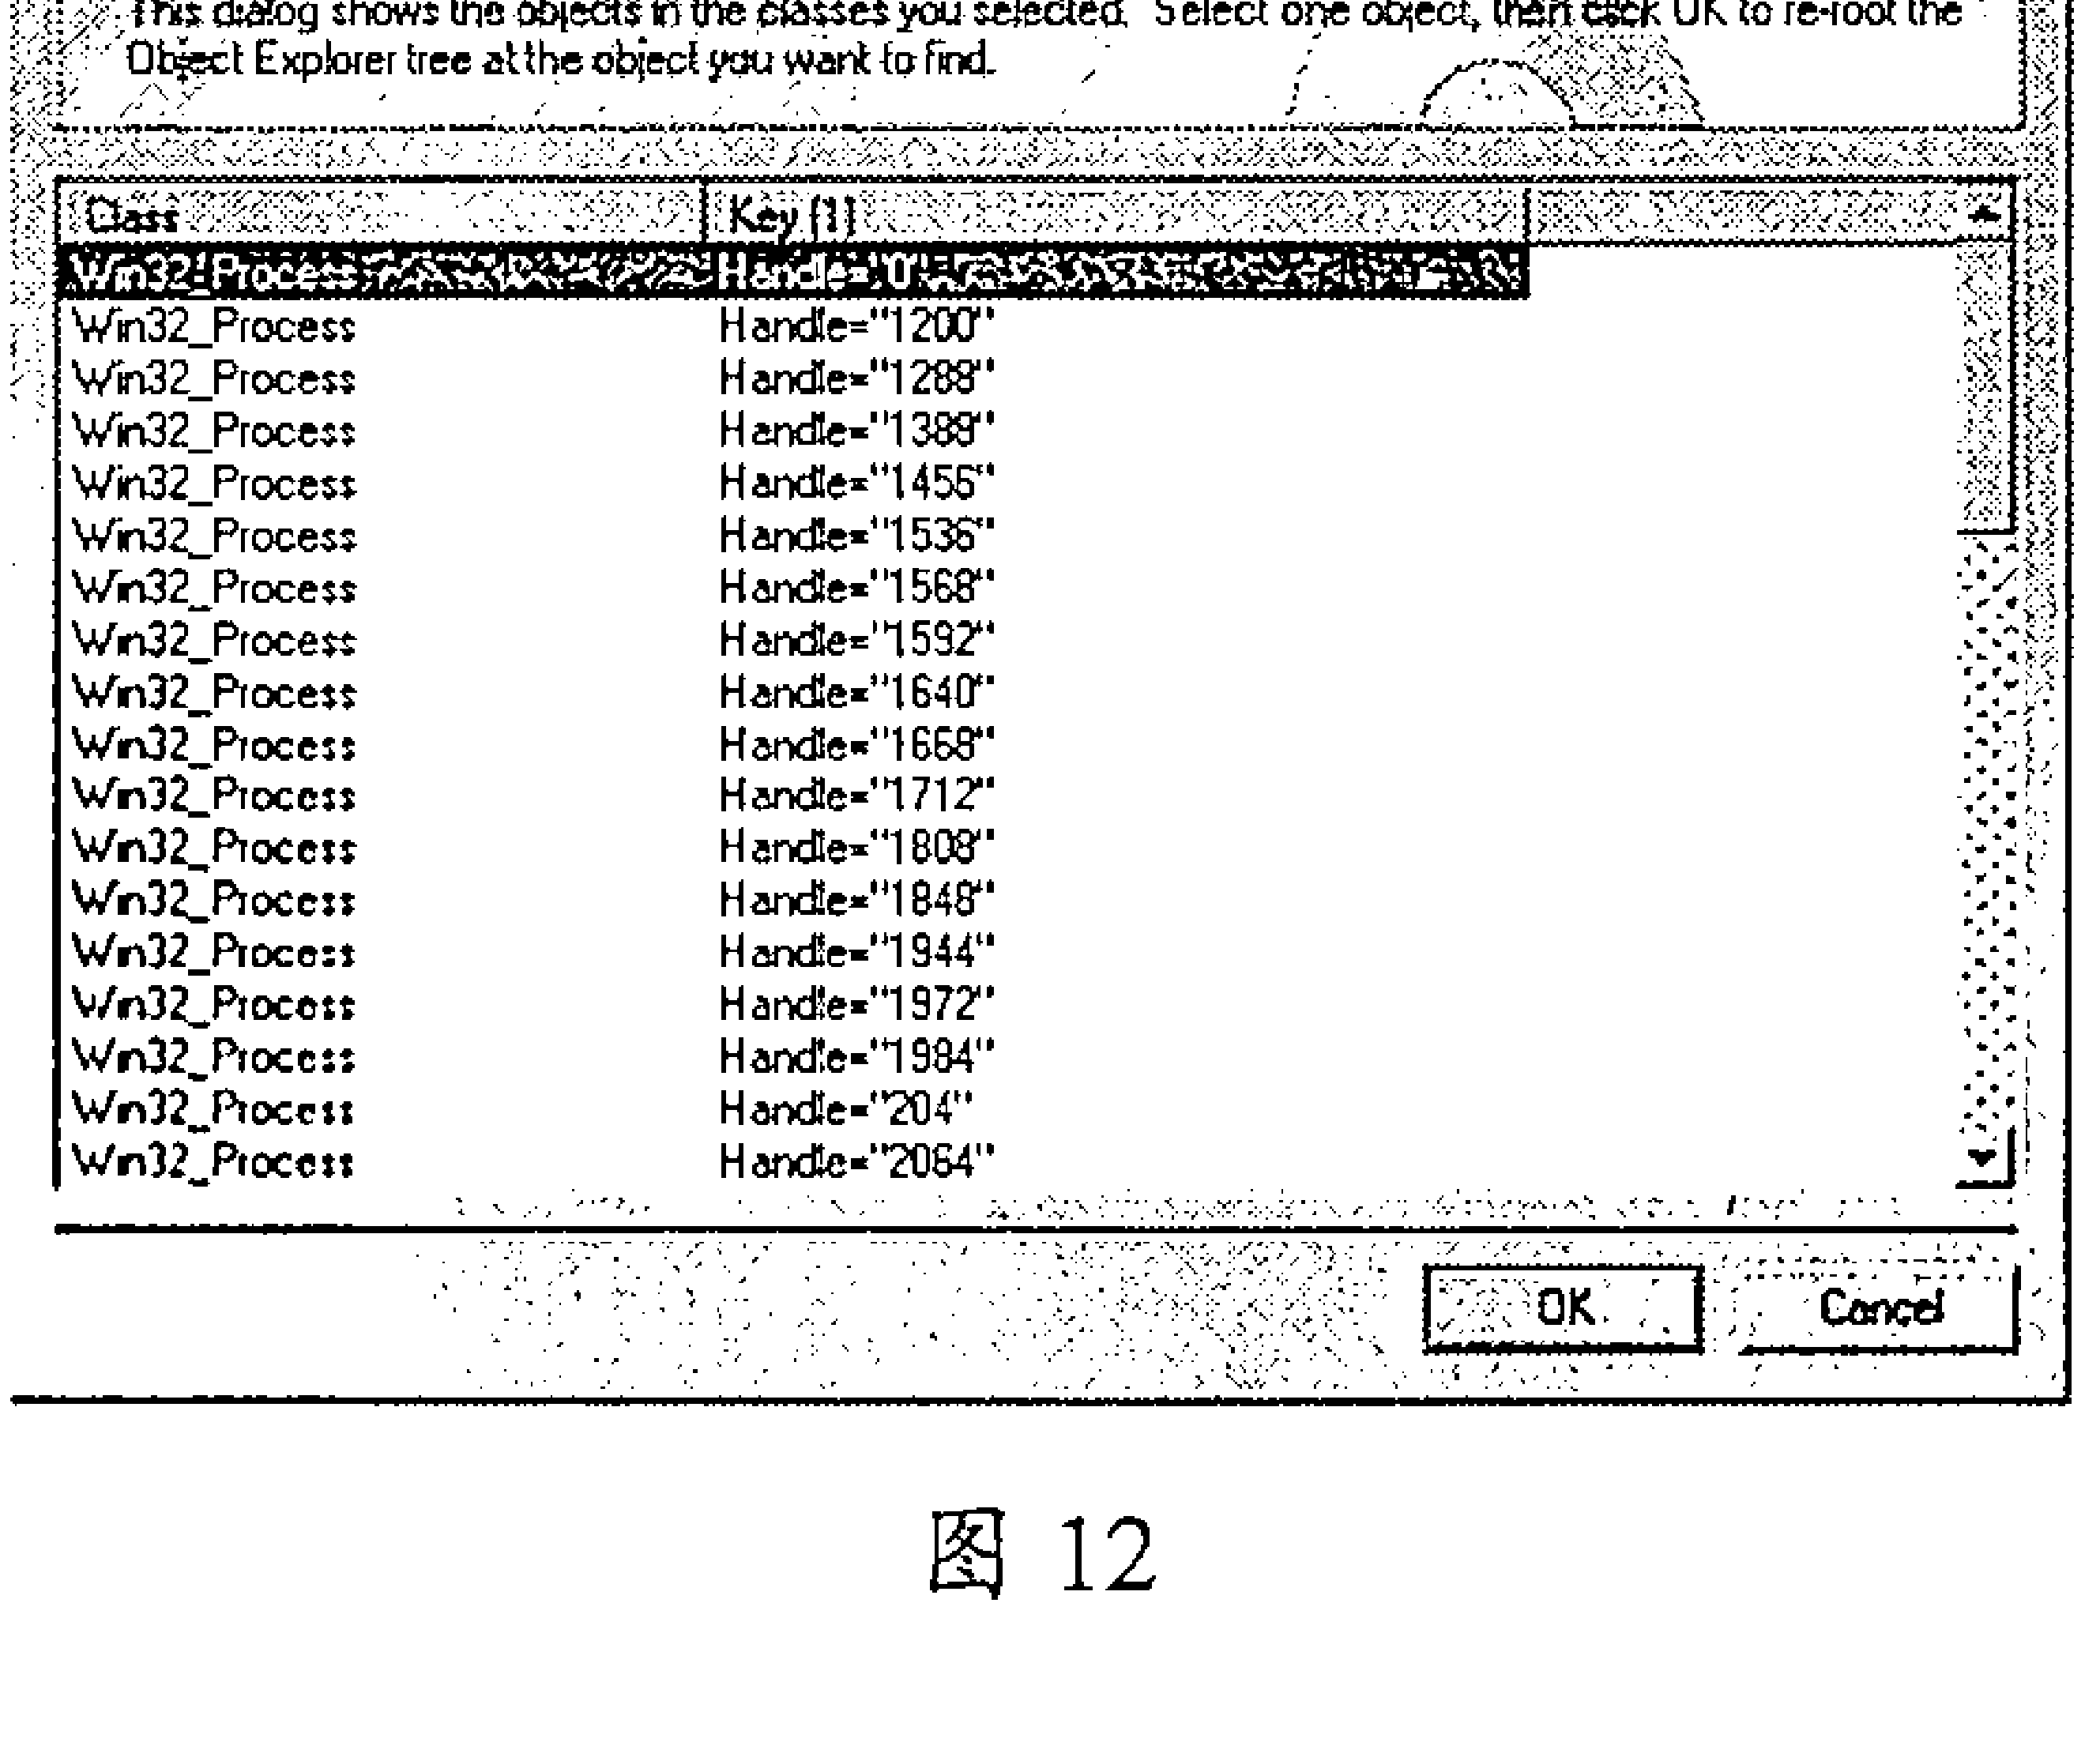 This dialog shows the objects in the classes you selected. Select one object, then click OK to re-root the
Object Explorer tree at the object you want to find.
Class Key (1)
Win32_Process Handle="0"
Win32_Process Handle="1200"
Win32_Process Handle="1288"
Win32_Process Handle="1388"
Win32_Process Handle="1456"
Win32_Process Handle="1536"
Win32_Process Handle="1568"
Win32_Process Handle="1592"
Win32_Process Handle="1640"
Win32_Process Handle="1668"
Win32_Process Handle="1712"
Win32_Process Handle="1808"
Win32_Process Handle="1848"
Win32_Process Handle="1944"
Win32_Process Handle="1972"
Win32_Process Handle="1984"
Win32_Process Handle="204"
Win32_Process Handle="2064"
OK Cancel
图 12